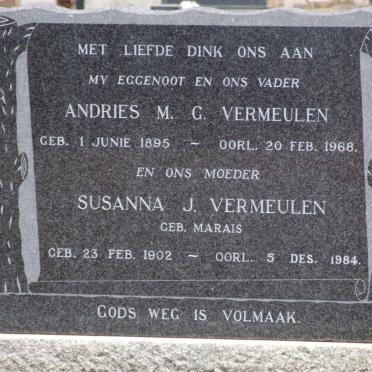 MET LIEFDE DINK ONS AAN
MY EGGENOOT EN ONS VADER
ANDRIES M. G. VERMEULEN
GEB. 1 JUNIE 1895 ~ OORL. 20 FEB. 1968.
EN ONS MOEDER
SUSANNA J. VERMEULEN
GEB. MARAIS
GEB. 23 FEB. 1902 ~ OORL. 5 DES. 1984.
GODS WEG IS VOLMAAK.